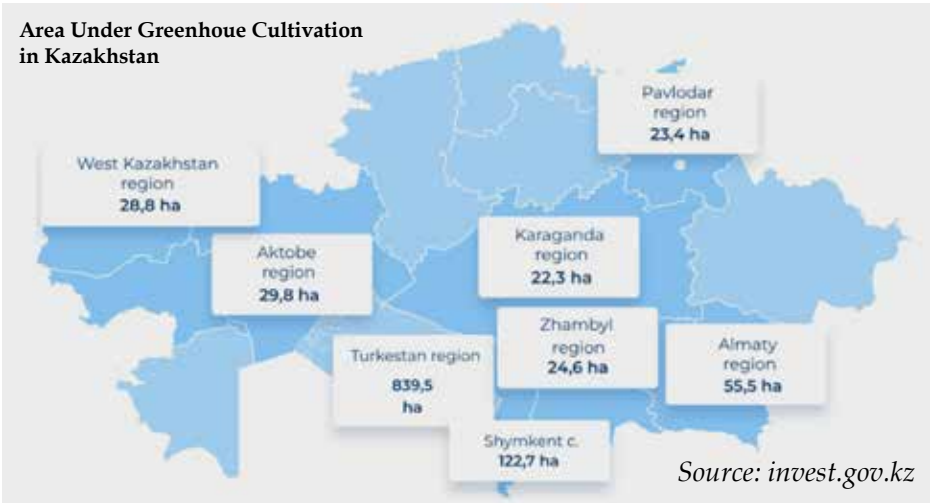 Area Under Greenhoue Cultivation
in Kazakhstan
Pavlodar
region
23,4 ha
West Kazakhstan
region
28,8 ha
Aktobe
region
29,8 ha
Karaganda
region
22,3 ha
Zhambyl
region
24,6 ha
Almaty
region
55,5 ha
Turkestan region
839,5
ha
Shymkent c.
122,7 ha
Source: invest.gov.kz